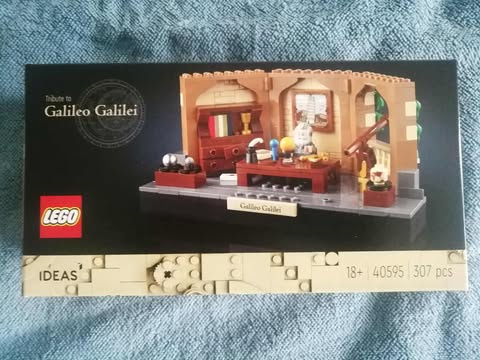 Tribute to
Galileo Galilei
Galileo Galilei
LEGO
IDEAS
18+ 40595 307 pcs